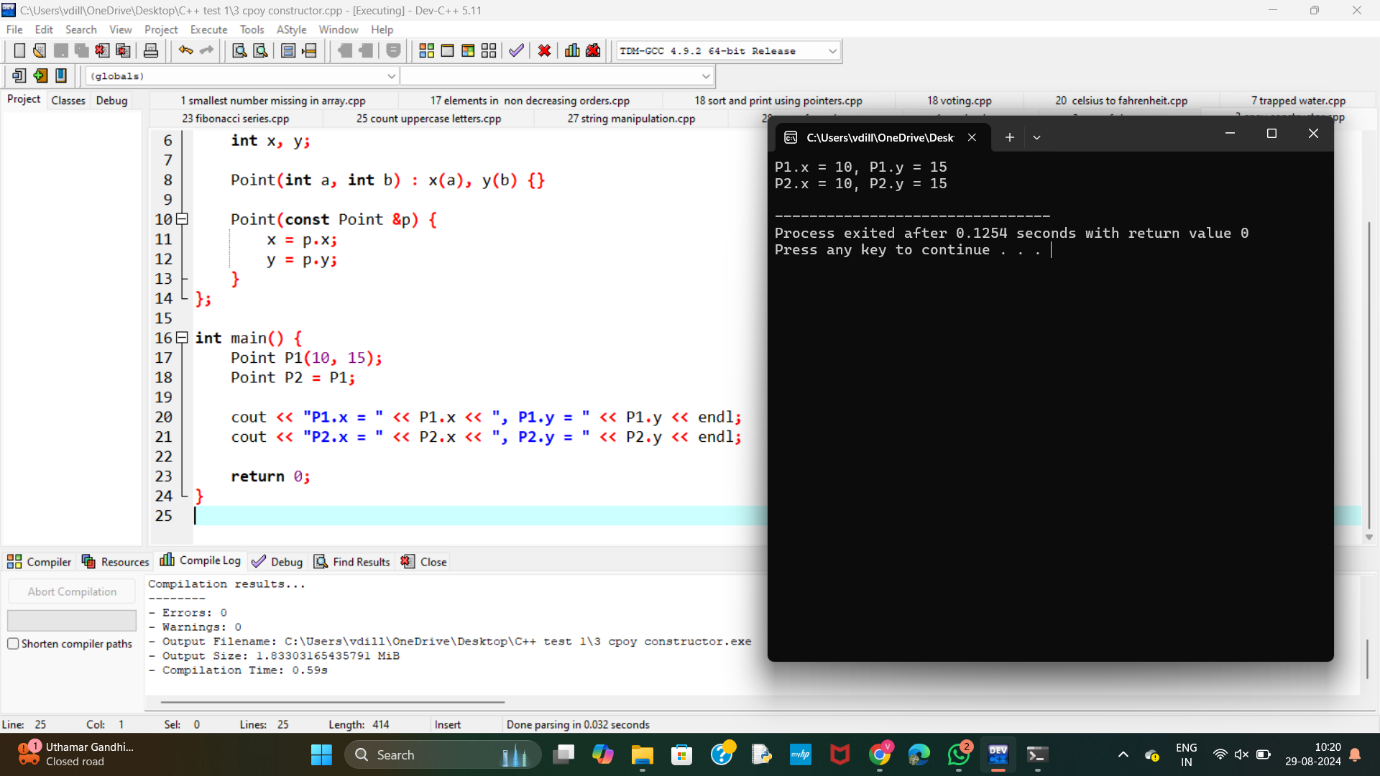 C:\Users\vdill\OneDrive\Desktop\C++ test 1\3 cpoy constructor.cpp - [Executing] - Dev-C++ 5.11
File Edit Search View Project Execute Tools AStyle Window Help
TDM-GCC 4.9.2 64-bit Release
(globals)
Project Classes Debug
1 smallest number missing in array.cpp 17 elements in non decreasing orders.cpp 18 sort and print using pointers.cpp 18 voting.cpp 20 celsius to fahrenheit.cpp 7 trapped water.cpp
23 fibonacci series.cpp 25 count uppercase letters.cpp 27 string manipulation.cpp
6 int x, y;
7
8 Point(int a, int b) : x(a), y(b) {}
9
10 Point(const Point &p) {
11 x = p.x;
12 y = p.y;
13 }
14 };
15
16 int main() {
17 Point P1(10, 15);
18 Point P2 = P1;
19
20 cout << "P1.x = " << P1.x << ", P1.y = " << P1.y << endl;
21 cout << "P2.x = " << P2.x << ", P2.y = " << P2.y << endl;
22
23 return 0;
24 }
25
C:\Users\vdill\OneDrive\Desk
P1.x = 10, P1.y = 15
P2.x = 10, P2.y = 15
--------------------------------
Process exited after 0.1254 seconds with return value 0
Press any key to continue . . .
Compiler Resources Compile Log Debug Find Results Close
Abort Compilation
Shorten compiler paths
Compilation results...
--------
- Errors: 0
- Warnings: 0
- Output Filename: C:\Users\vdill\OneDrive\Desktop\C++ test 1\3 cpoy constructor.exe
- Output Size: 1.83303165435791 MiB
- Compilation Time: 0.59s
Line: 25 Col: 1 Sel: 0 Lines: 25 Length: 414 Insert Done parsing in 0.032 seconds
1 Uthamar Gandhi...
Closed road
Search
myhp
V
2
DEV
ENG
IN
10:20
29-08-2024